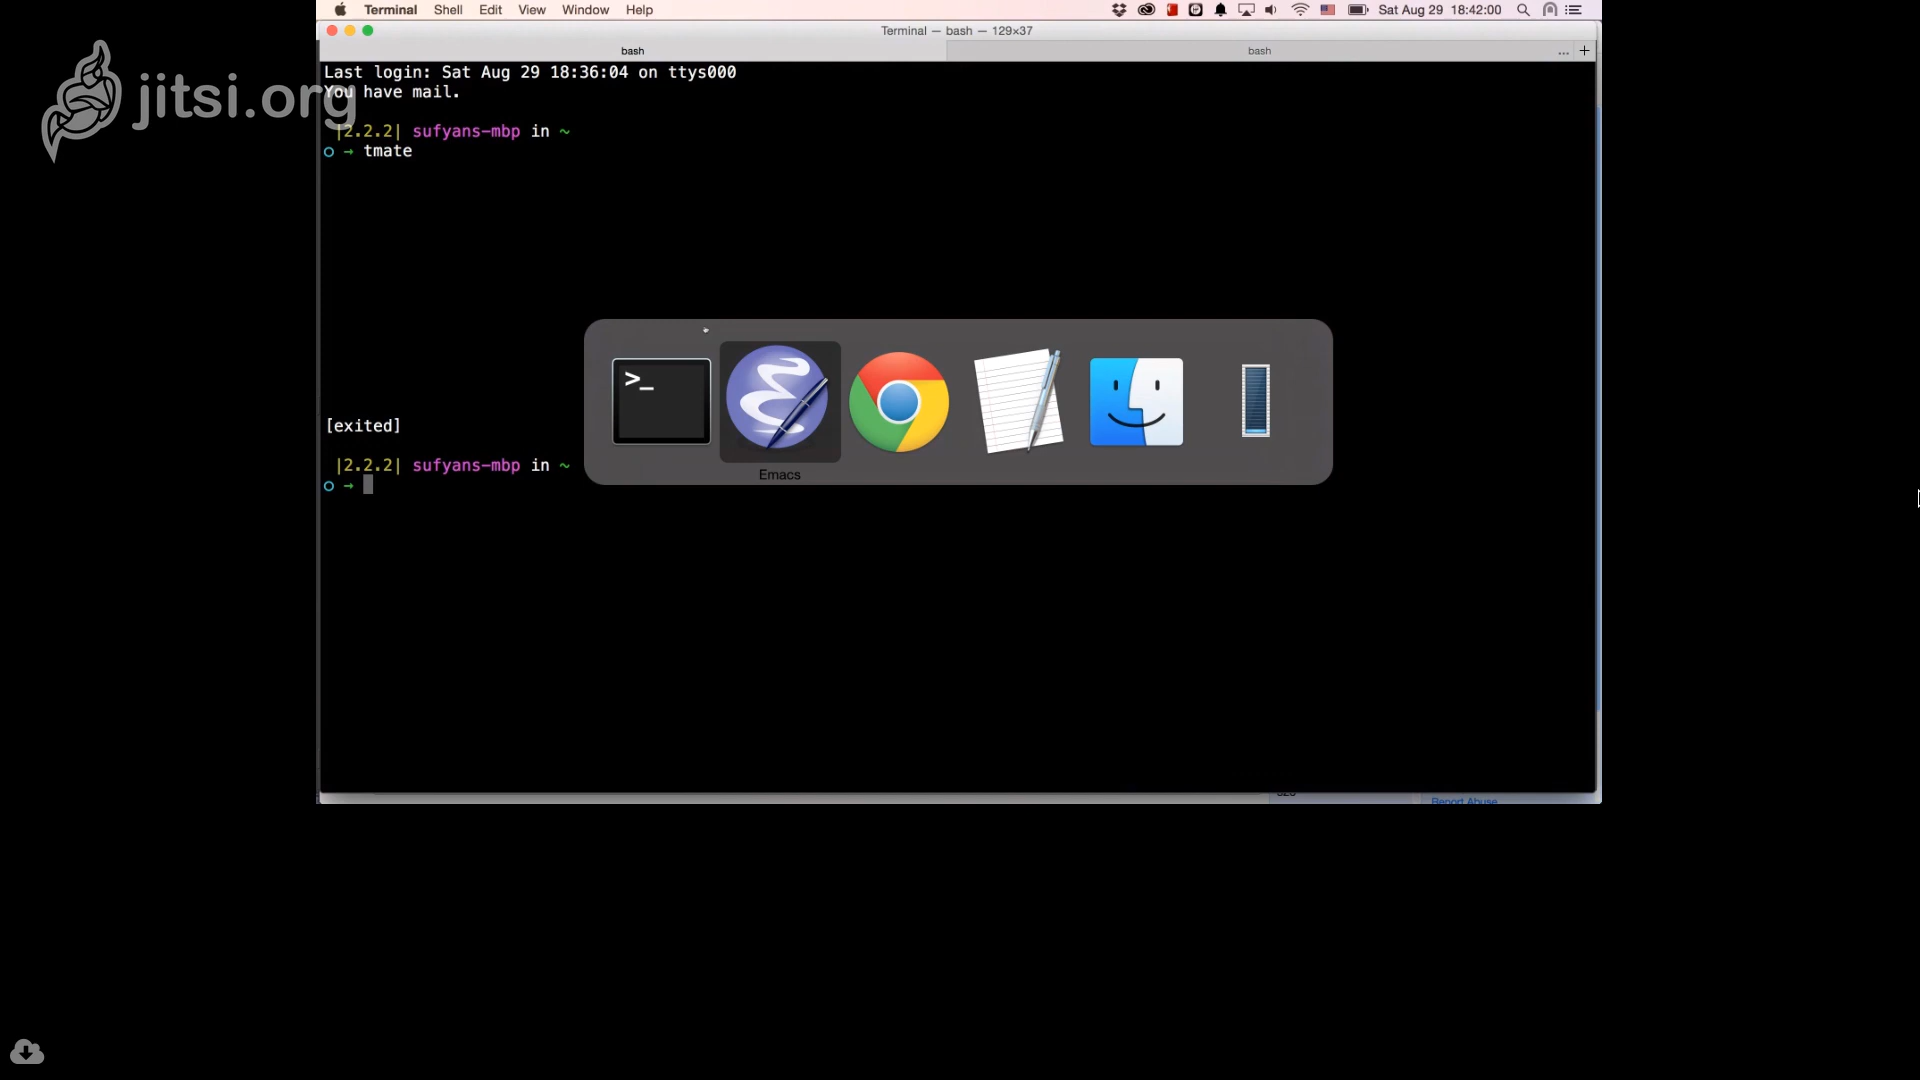 Terminal Shell Edit View Window Help Sat Aug 29 18:42:00
Terminal — bash — 129×37
bash bash ... +
jitsi.org
Last login: Sat Aug 29 18:36:04 on ttys000
You have mail.
|2.2.2| sufyans-mbp in ~
○ → tmate
>_
Emacs
[exited]
|2.2.2| sufyans-mbp in ~
○ →
Report Abuse